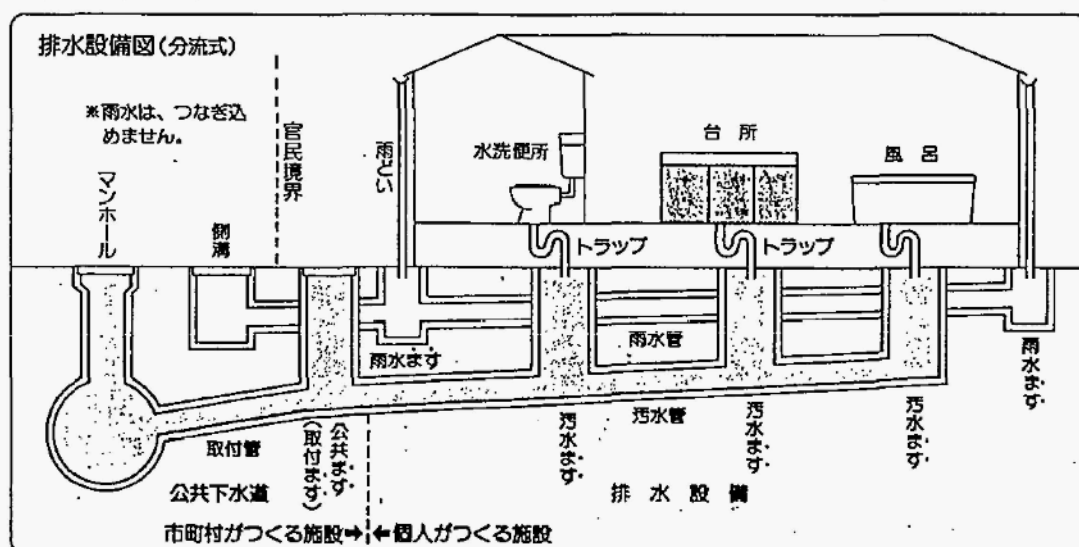 排水設備図(分流式)
※雨水は、つなぎ込
めません。
官民境界
雨どい
水洗便所
台所
風呂
マンホール
側溝
トラップ
トラップ
雨水ます
雨水管
雨水ます
取付管
公共ます
(取付ます)
汚水ます
汚水管
汚水ます
汚水ます
公共下水道
排水設備
市町村がつくる施設→
←個人がつくる施設